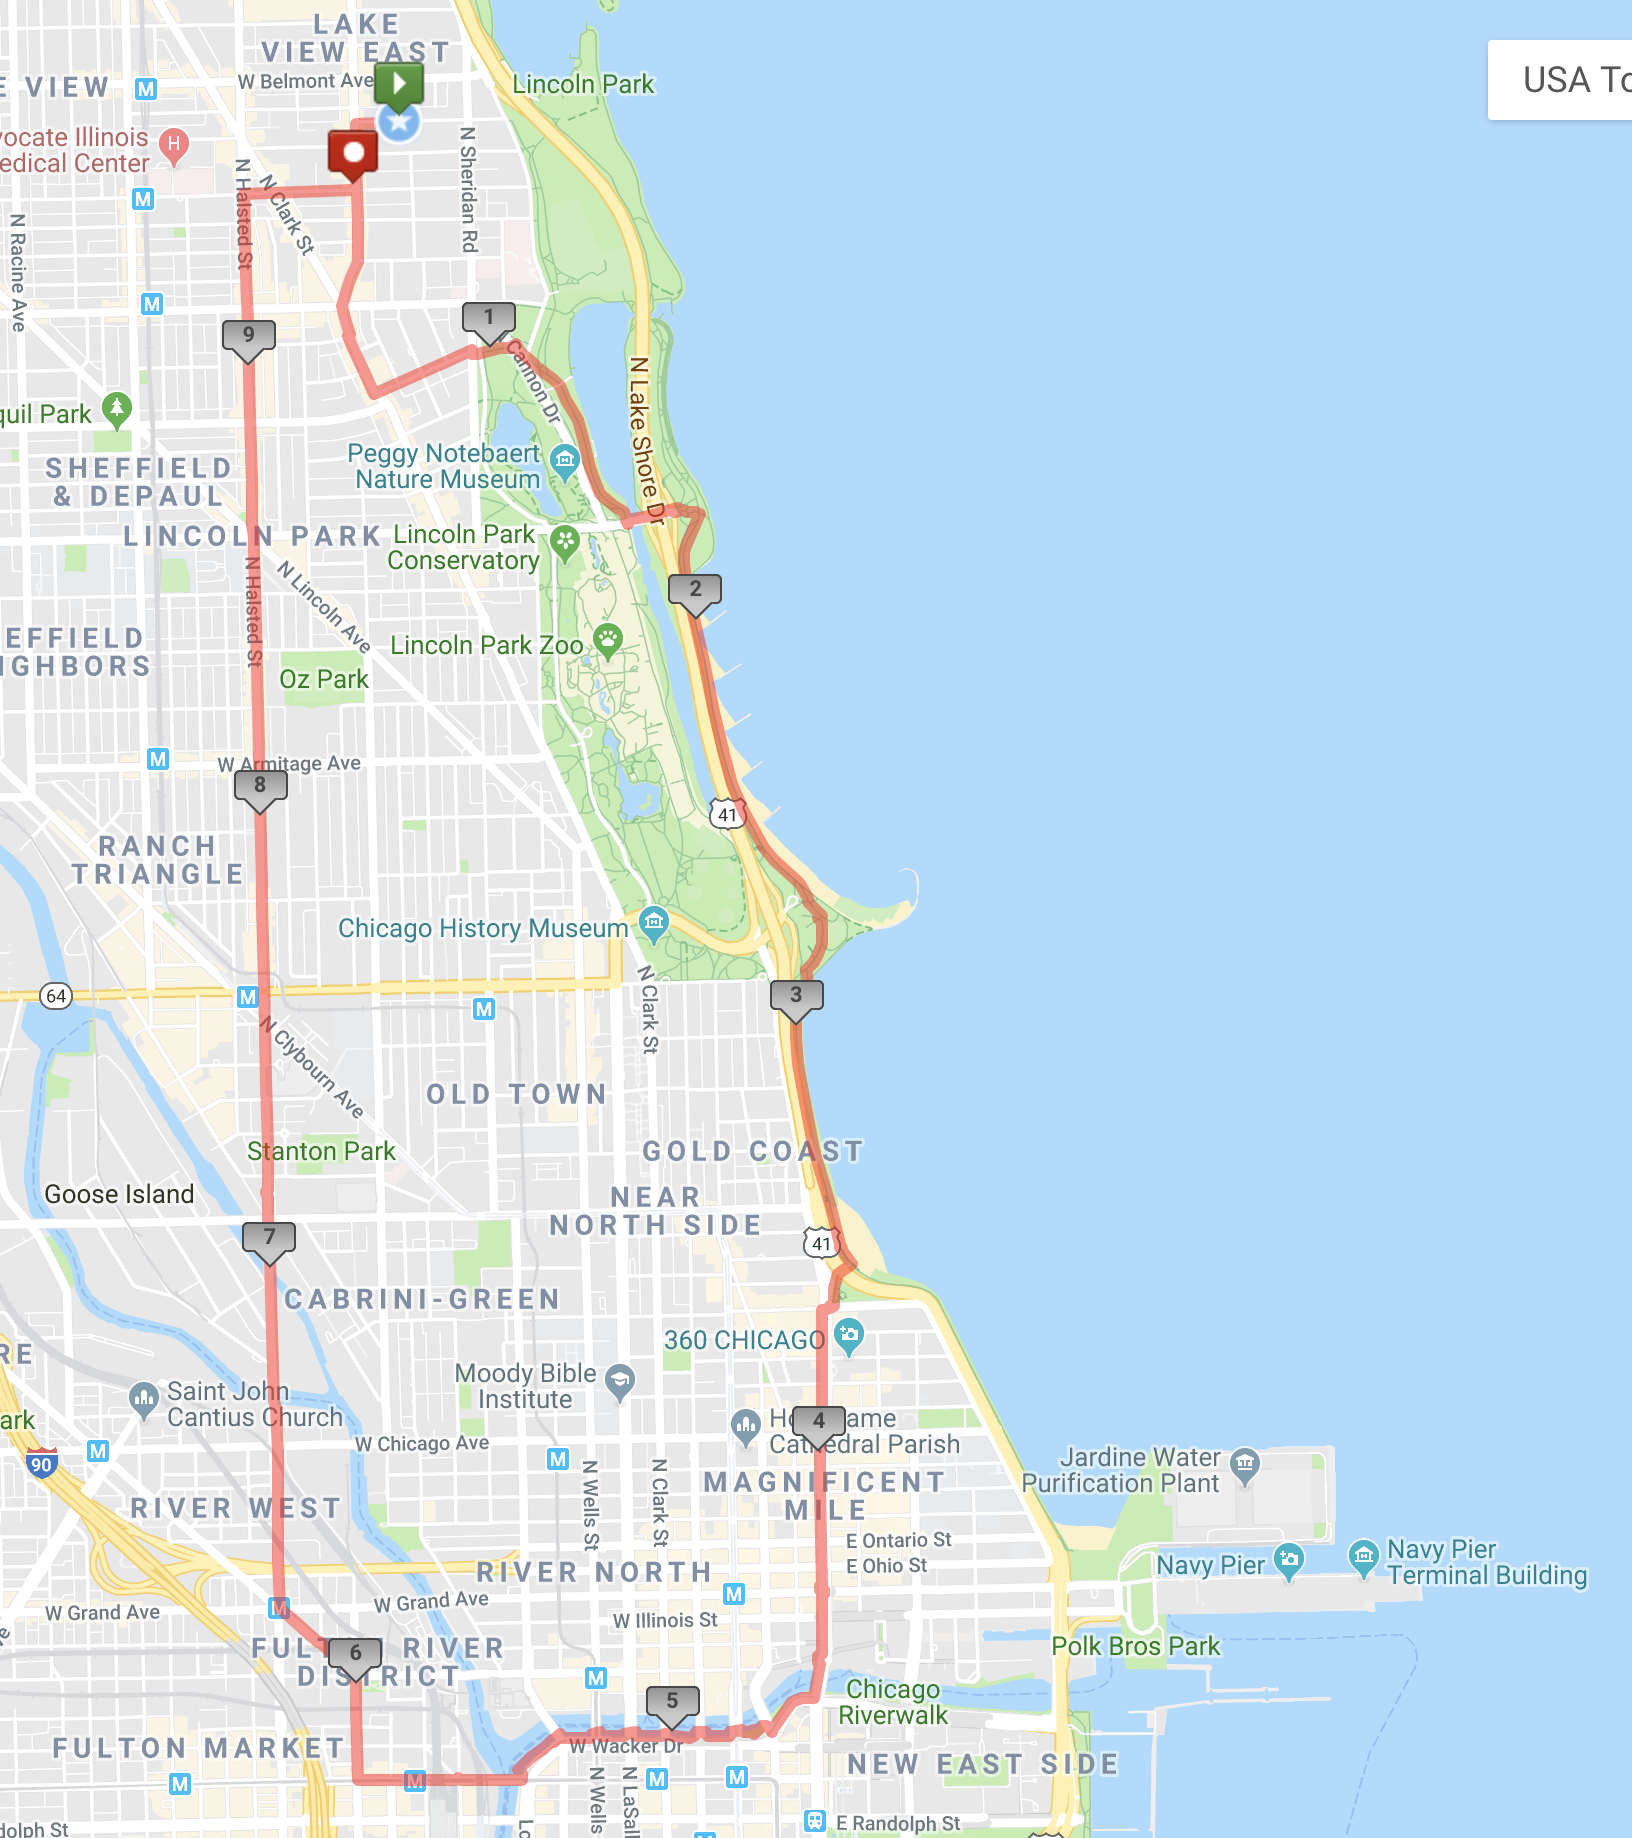 LAKE
VIEW EAST
W Belmont Ave
Lincoln Park
USA To
E VIEW
M
vocate Illinois
edical Center
H
M
N Halsted St
N Clark St
N Sheridan Rd
N Racine Ave
M
9
1
Cannon Dr
N Lake Shore Dr
quil Park
Peggy Notebaert
Nature Museum
SHEFFIELD
& DEPAUL
LINCOLN PARK
Lincoln Park
Conservatory
N Halsted St
N Lincoln Ave
2
EFFIELD
IGHBORS
Lincoln Park Zoo
Oz Park
M
W Armitage Ave
8
41
RANCH
TRIANGLE
Chicago History Museum
64
M
M
N Clark St
3
N Clybourn Ave
OLD TOWN
Stanton Park
GOLD COAST
Goose Island
NEAR
NORTH SIDE
7
41
CABRINI-GREEN
360 CHICAGO
RE
Moody Bible
Institute
Saint John
Cantius Church
ark
4
Ho ame
Cathedral Parish
W Chicago Ave
M
M
90
N Wells St
N Clark St
MAGNIFICENT
MILE
Jardine Water
Purification Plant
RIVER WEST
E Ontario St
E Ohio St
RIVER NORTH
Navy Pier
Navy Pier
Terminal Building
M
M
W Grand Ave
W Grand Ave
W Illinois St
FULT RIVER
DISTRICT
6
Polk Bros Park
M
5
Chicago
Riverwalk
W Wacker Dr
FULTON MARKET
NEW EAST SIDE
M
M
M
M
N Wells
N LaSall
Lo
dolph St
E Randolph St
M